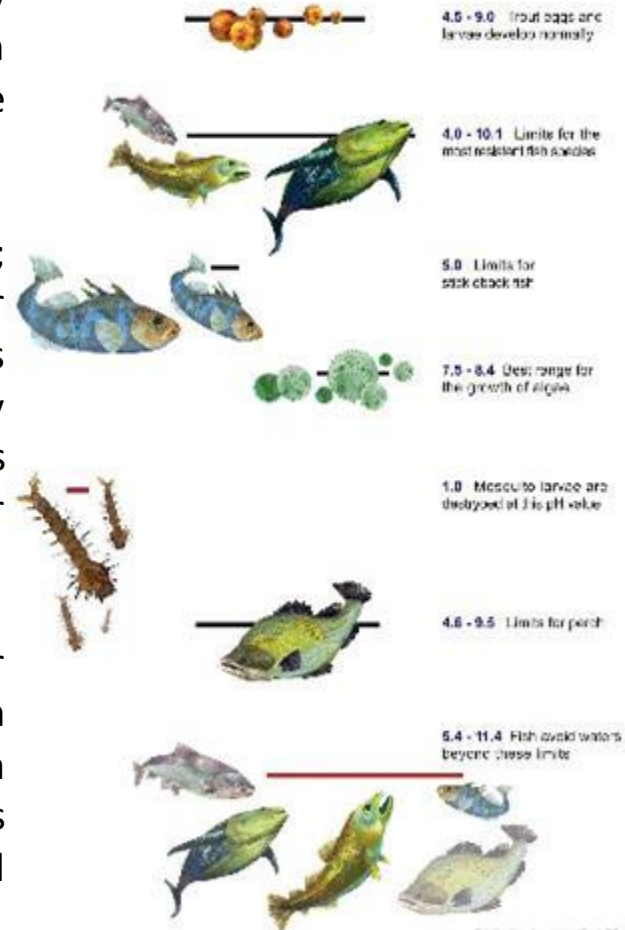 4.5 - 9.0 Trout eggs and
larvae develop normally
4.0 - 10.1 Limits for the
most resistent fish species
5.0 Limits for
stickleback fish
7.5 - 8.4 Best range for
the growth of algae
1.0 Mosquito larvae are
destryped at this pH value
4.6 - 9.5 Limits for perch
5.4 - 11.4 Fish avoid waters
beyond these limits